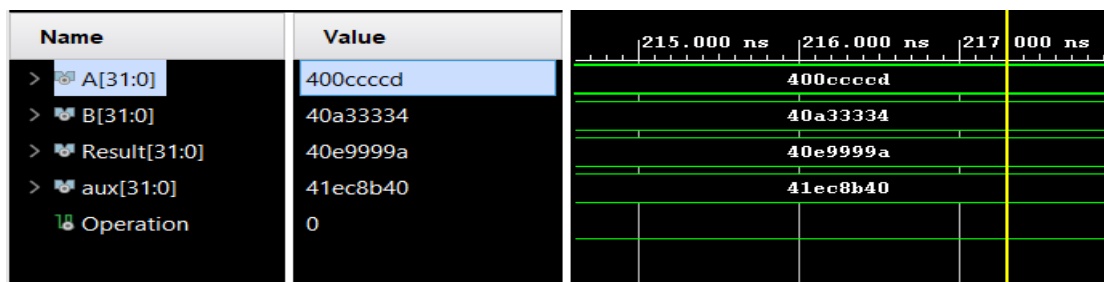 Name Value 215.000 ns 216.000 ns 217.000 ns
> A[31:0] 400ccccd 400ccccd
> B[31:0] 40a33334 40a33334
> Result[31:0] 40e9999a 40e9999a
> aux[31:0] 41ec8b40 41ec8b40
Operation 0